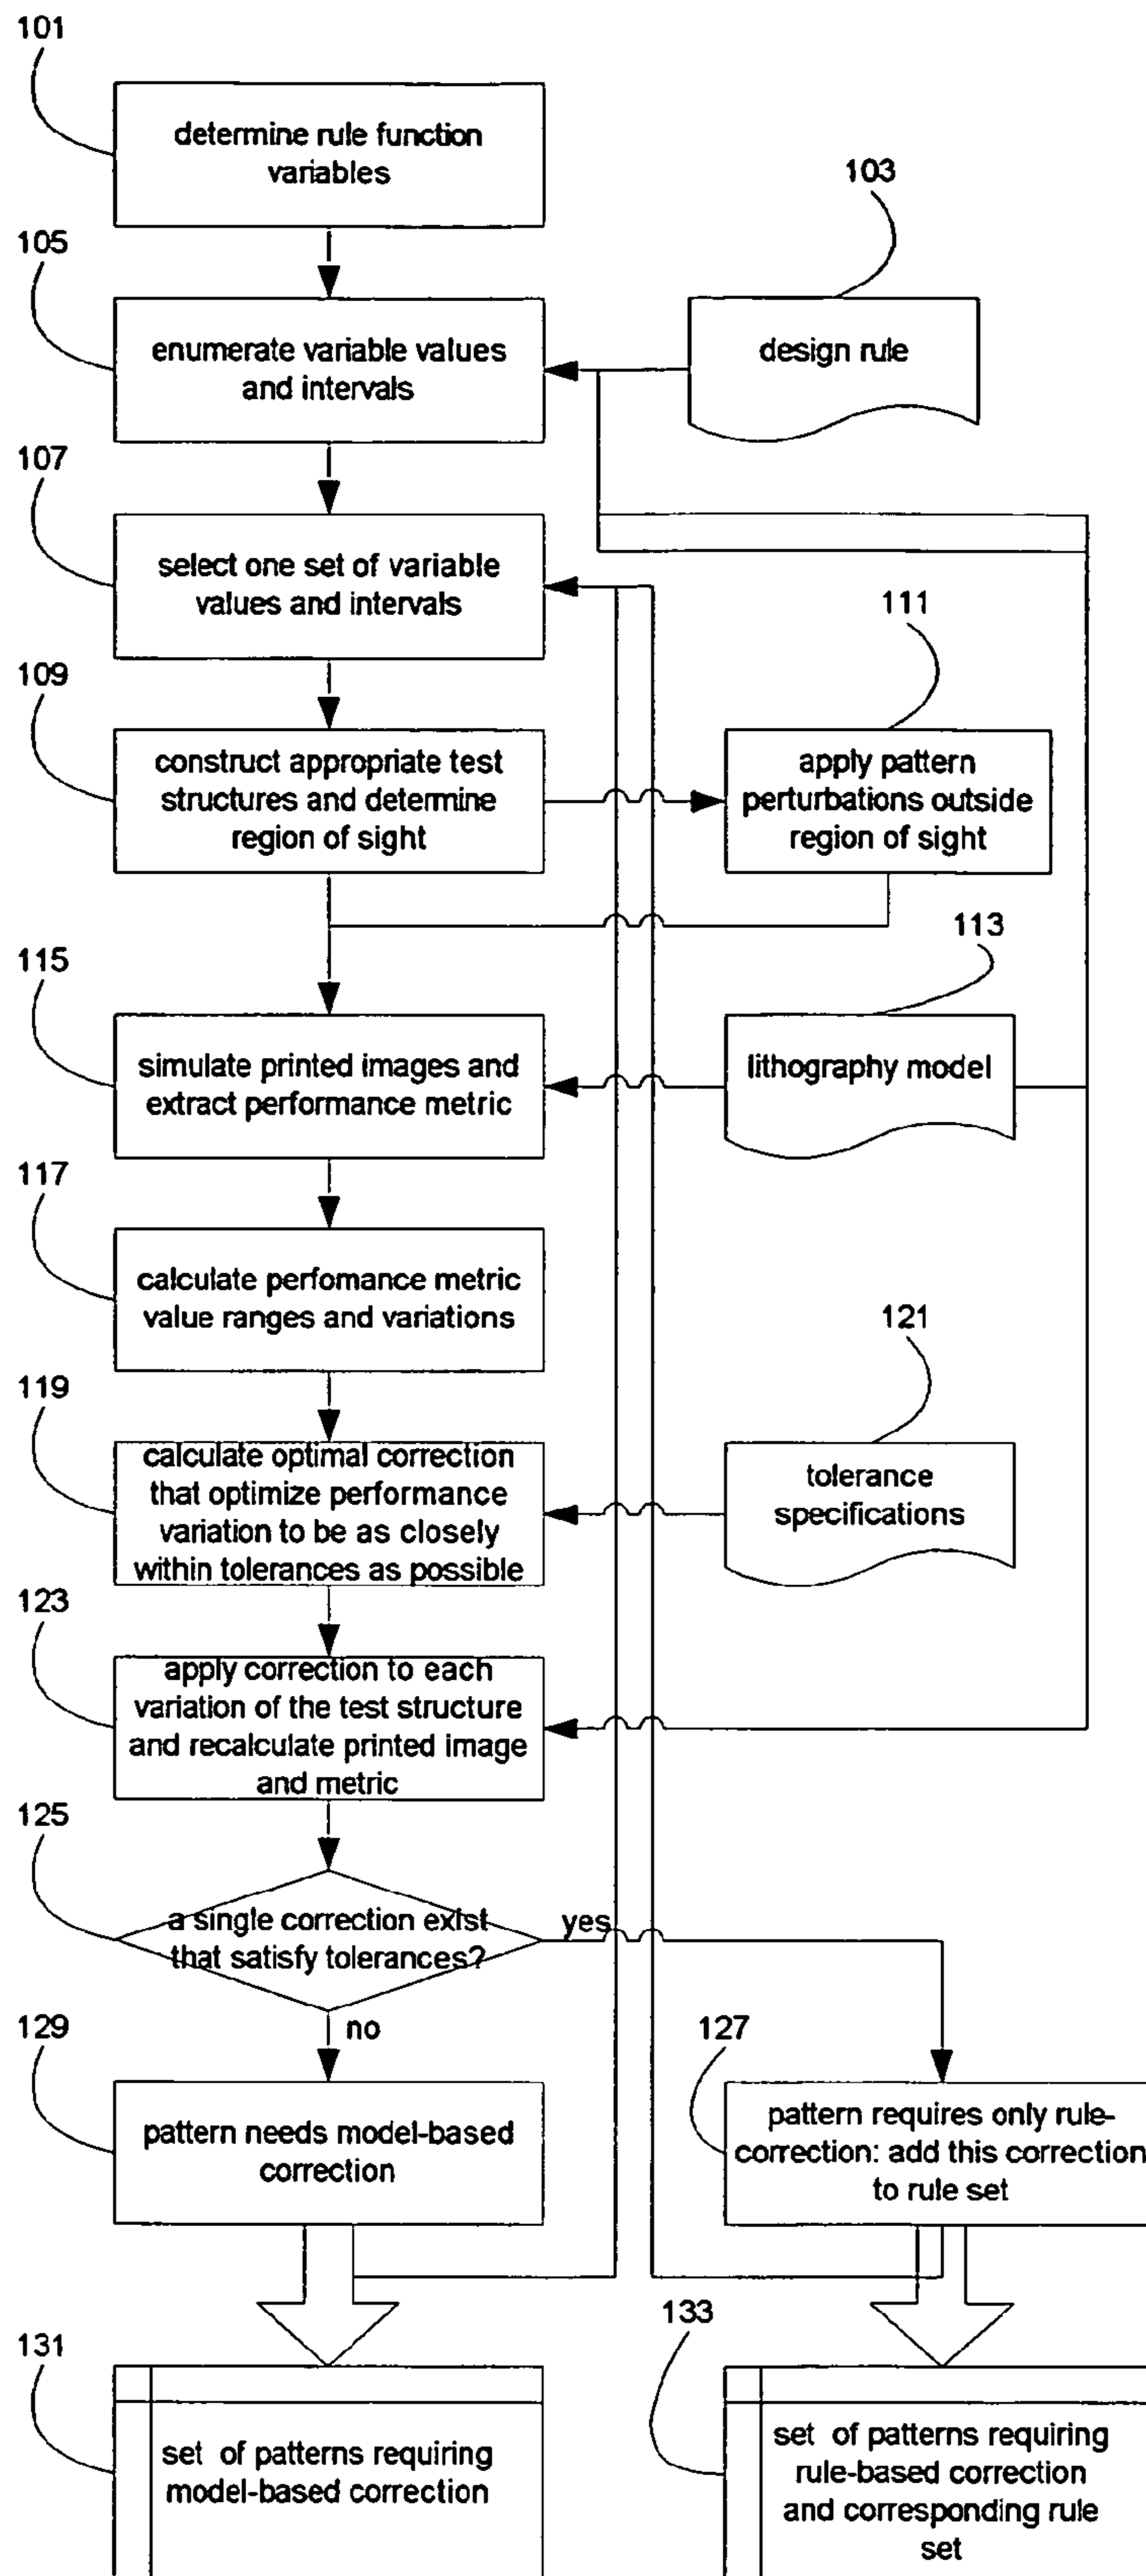 101
determine rule function
variables
103
105
enumerate variable values
and intervals
design rule
107
select one set of variable
values and intervals
111
109
construct appropriate test
structures and determine
region of sight
apply pattern
perturbations outside
region of sight
113
115
simulate printed images and
extract performance metric
lithography model
117
calculate perfomance metric
value ranges and variations
121
119
calculate optimal correction
that optimize performance
variation to be as closely
within tolerances as possible
tolerance
specifications
123
apply correction to each
variation of the test structure
and recalculate printed image
and metric
125
a single correction exist
that satisfy tolerances?
yes
no
129
127
pattern needs model-based
correction
pattern requires only rule-
correction: add this correction
to rule set
133
131
set of patterns requiring
model-based correction
set of patterns requiring
rule-based correction
and corresponding rule
set